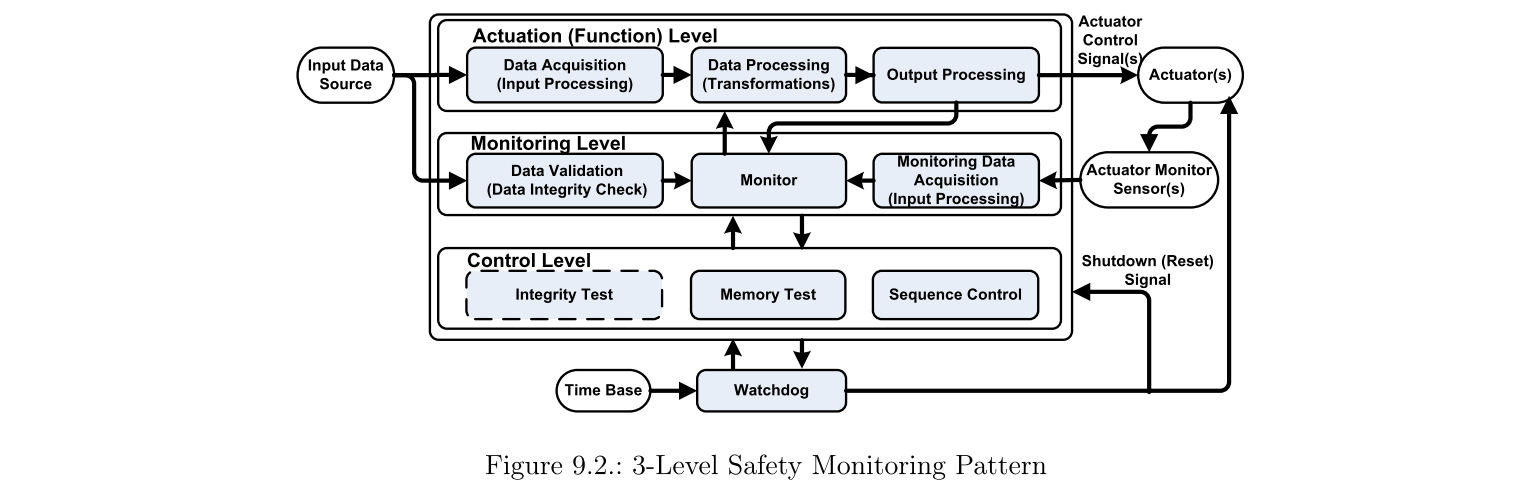 Actuation (Function) Level
Input Data
Source
Data Acquisition
(Input Processing)
Data Processing
(Transformations)
Output Processing
Actuator
Control
Signal(s)
Actuator(s)
Monitoring Level
Data Validation
(Data Integrity Check)
Monitor
Monitoring Data
Acquisition
(Input Processing)
Actuator Monitor
Sensor(s)
Control Level
Integrity Test
Memory Test
Sequence Control
Shutdown (Reset)
Signal
Time Base
Watchdog
Figure 9.2.: 3-Level Safety Monitoring Pattern